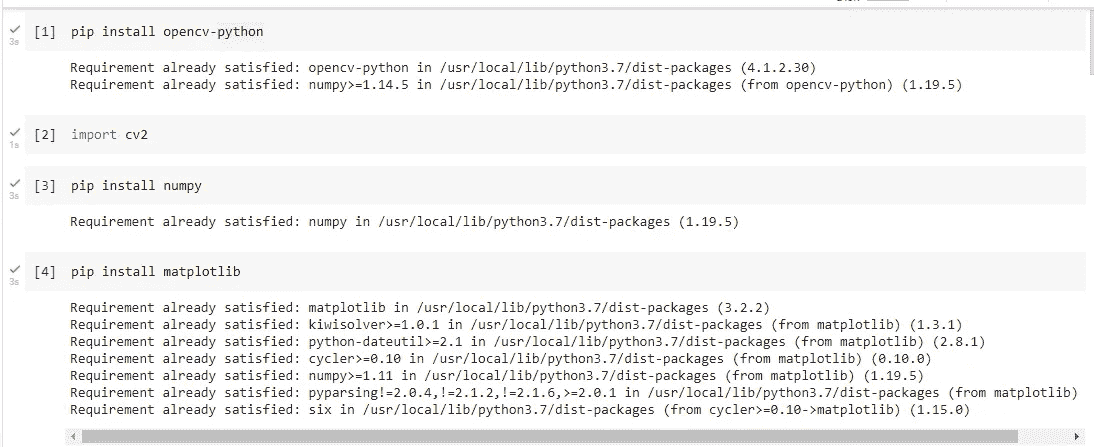 [1] pip install opencv-python
3s
Requirement already satisfied: opencv-python in /usr/local/lib/python3.7/dist-packages (4.1.2.30)
Requirement already satisfied: numpy>=1.14.5 in /usr/local/lib/python3.7/dist-packages (from opencv-python) (1.19.5)
[2] import cv2
1s
[3] pip install numpy
3s
Requirement already satisfied: numpy in /usr/local/lib/python3.7/dist-packages (1.19.5)
[4] pip install matplotlib
3s
Requirement already satisfied: matplotlib in /usr/local/lib/python3.7/dist-packages (3.2.2)
Requirement already satisfied: kiwisolver>=1.0.1 in /usr/local/lib/python3.7/dist-packages (from matplotlib) (1.3.1)
Requirement already satisfied: python-dateutil>=2.1 in /usr/local/lib/python3.7/dist-packages (from matplotlib) (2.8.1)
Requirement already satisfied: cycler>=0.10 in /usr/local/lib/python3.7/dist-packages (from matplotlib) (0.10.0)
Requirement already satisfied: numpy>=1.11 in /usr/local/lib/python3.7/dist-packages (from matplotlib) (1.19.5)
Requirement already satisfied: pyparsing!=2.0.4,!=2.1.2,!=2.1.6,>=2.0.1 in /usr/local/lib/python3.7/dist-packages (from matplotlib)
Requirement already satisfied: six in /usr/local/lib/python3.7/dist-packages (from cycler>=0.10->matplotlib) (1.15.0)